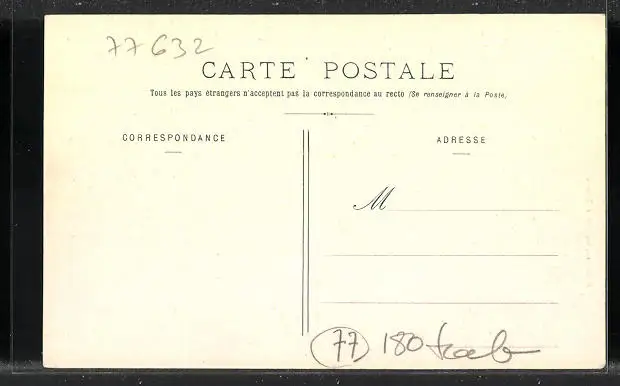 77632
CARTE POSTALE
Tous les pays étrangers n'acceptent pas la correspondance au recto (Se renseigner à la Poste)
CORRESPONDANCE
ADRESSE
M
77 180